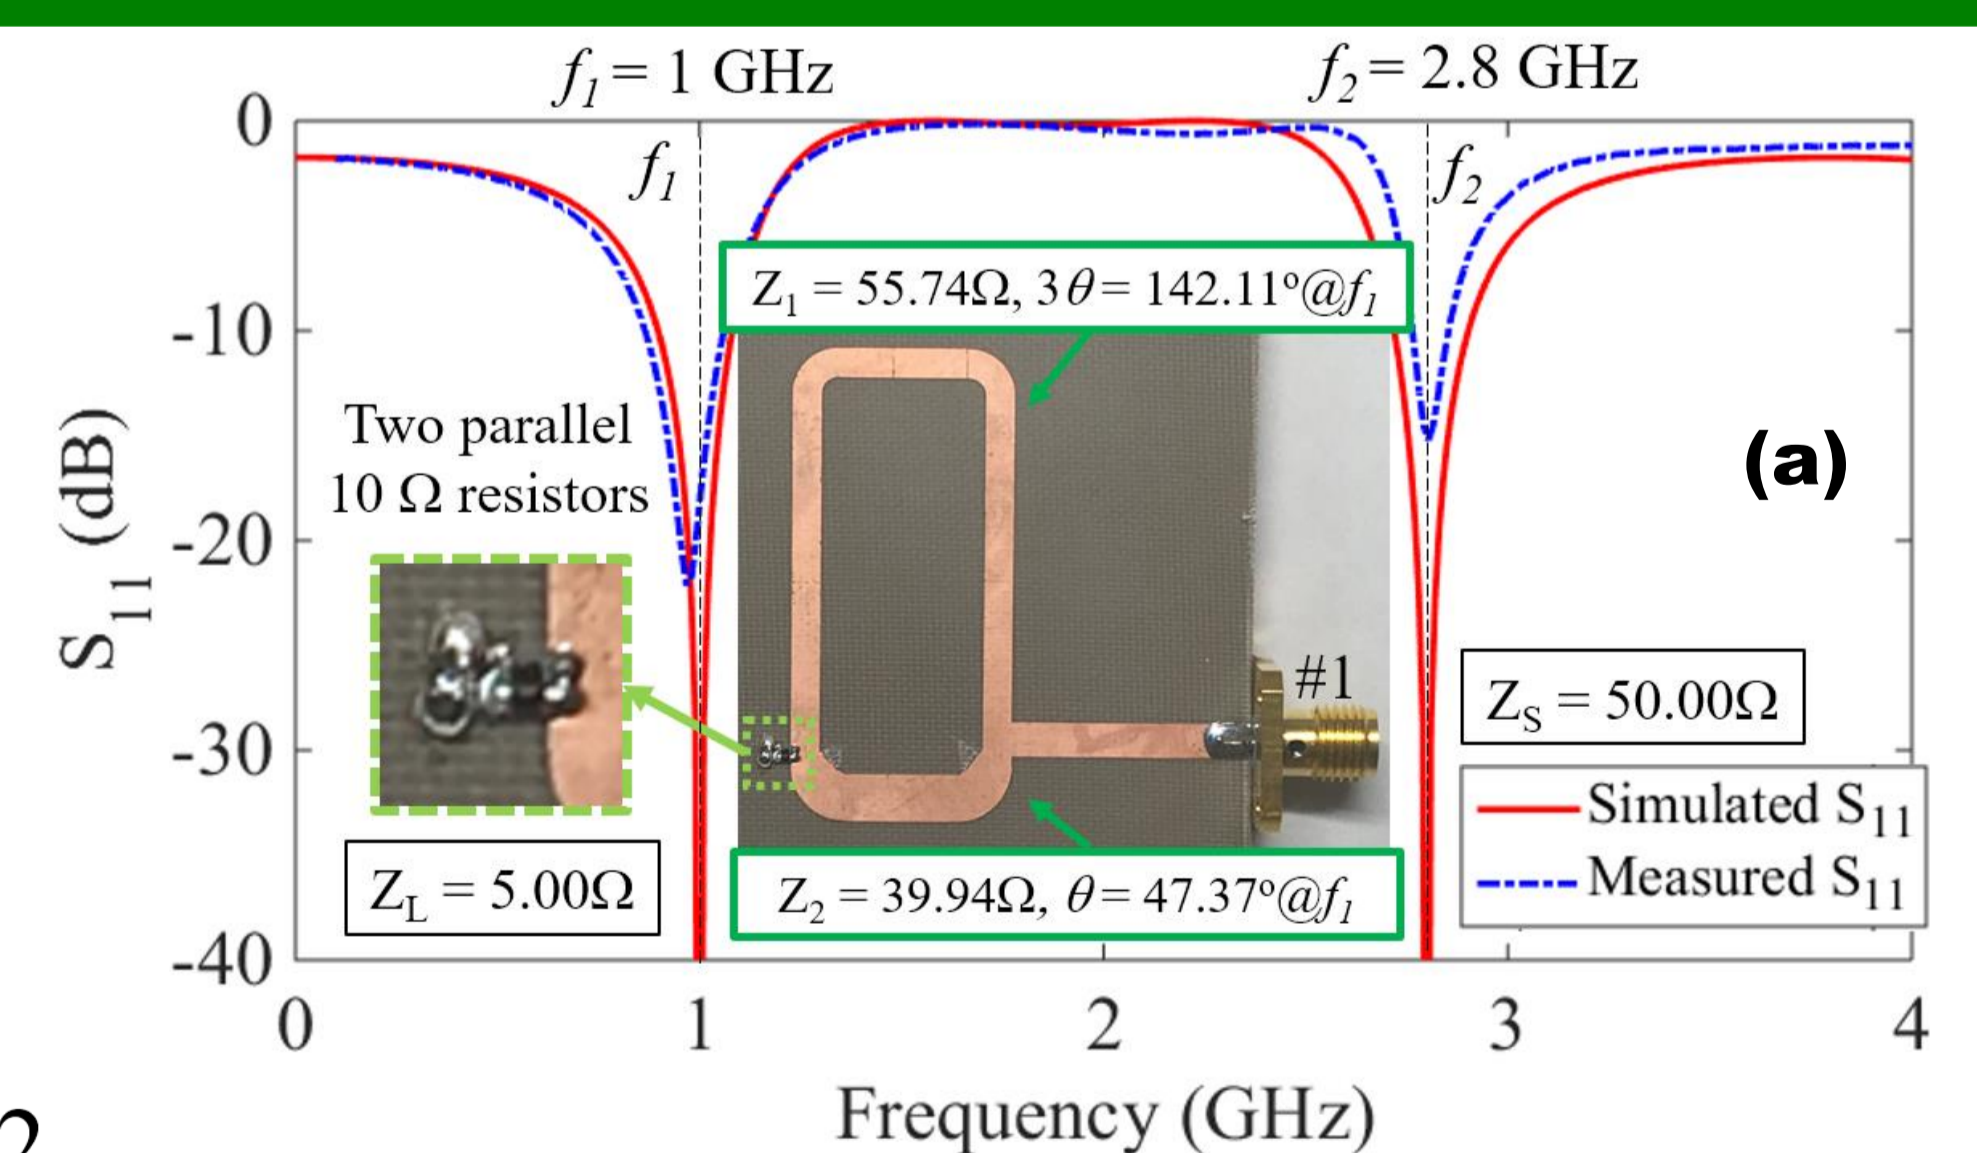 f₁ = 1 GHz
f₂ = 2.8 GHz
0
-10
-20
-30
-40
S₁₁ (dB)
f₁
f₂
Z₁ = 55.74Ω, 3θ = 142.11°@f₁
Two parallel
10 Ω resistors
(a)
#1
Z_S = 50.00Ω
Z_L = 5.00Ω
Z₂ = 39.94Ω, θ = 47.37°@f₁
Simulated S₁₁
Measured S₁₁
0 1 2 3 4
Frequency (GHz)